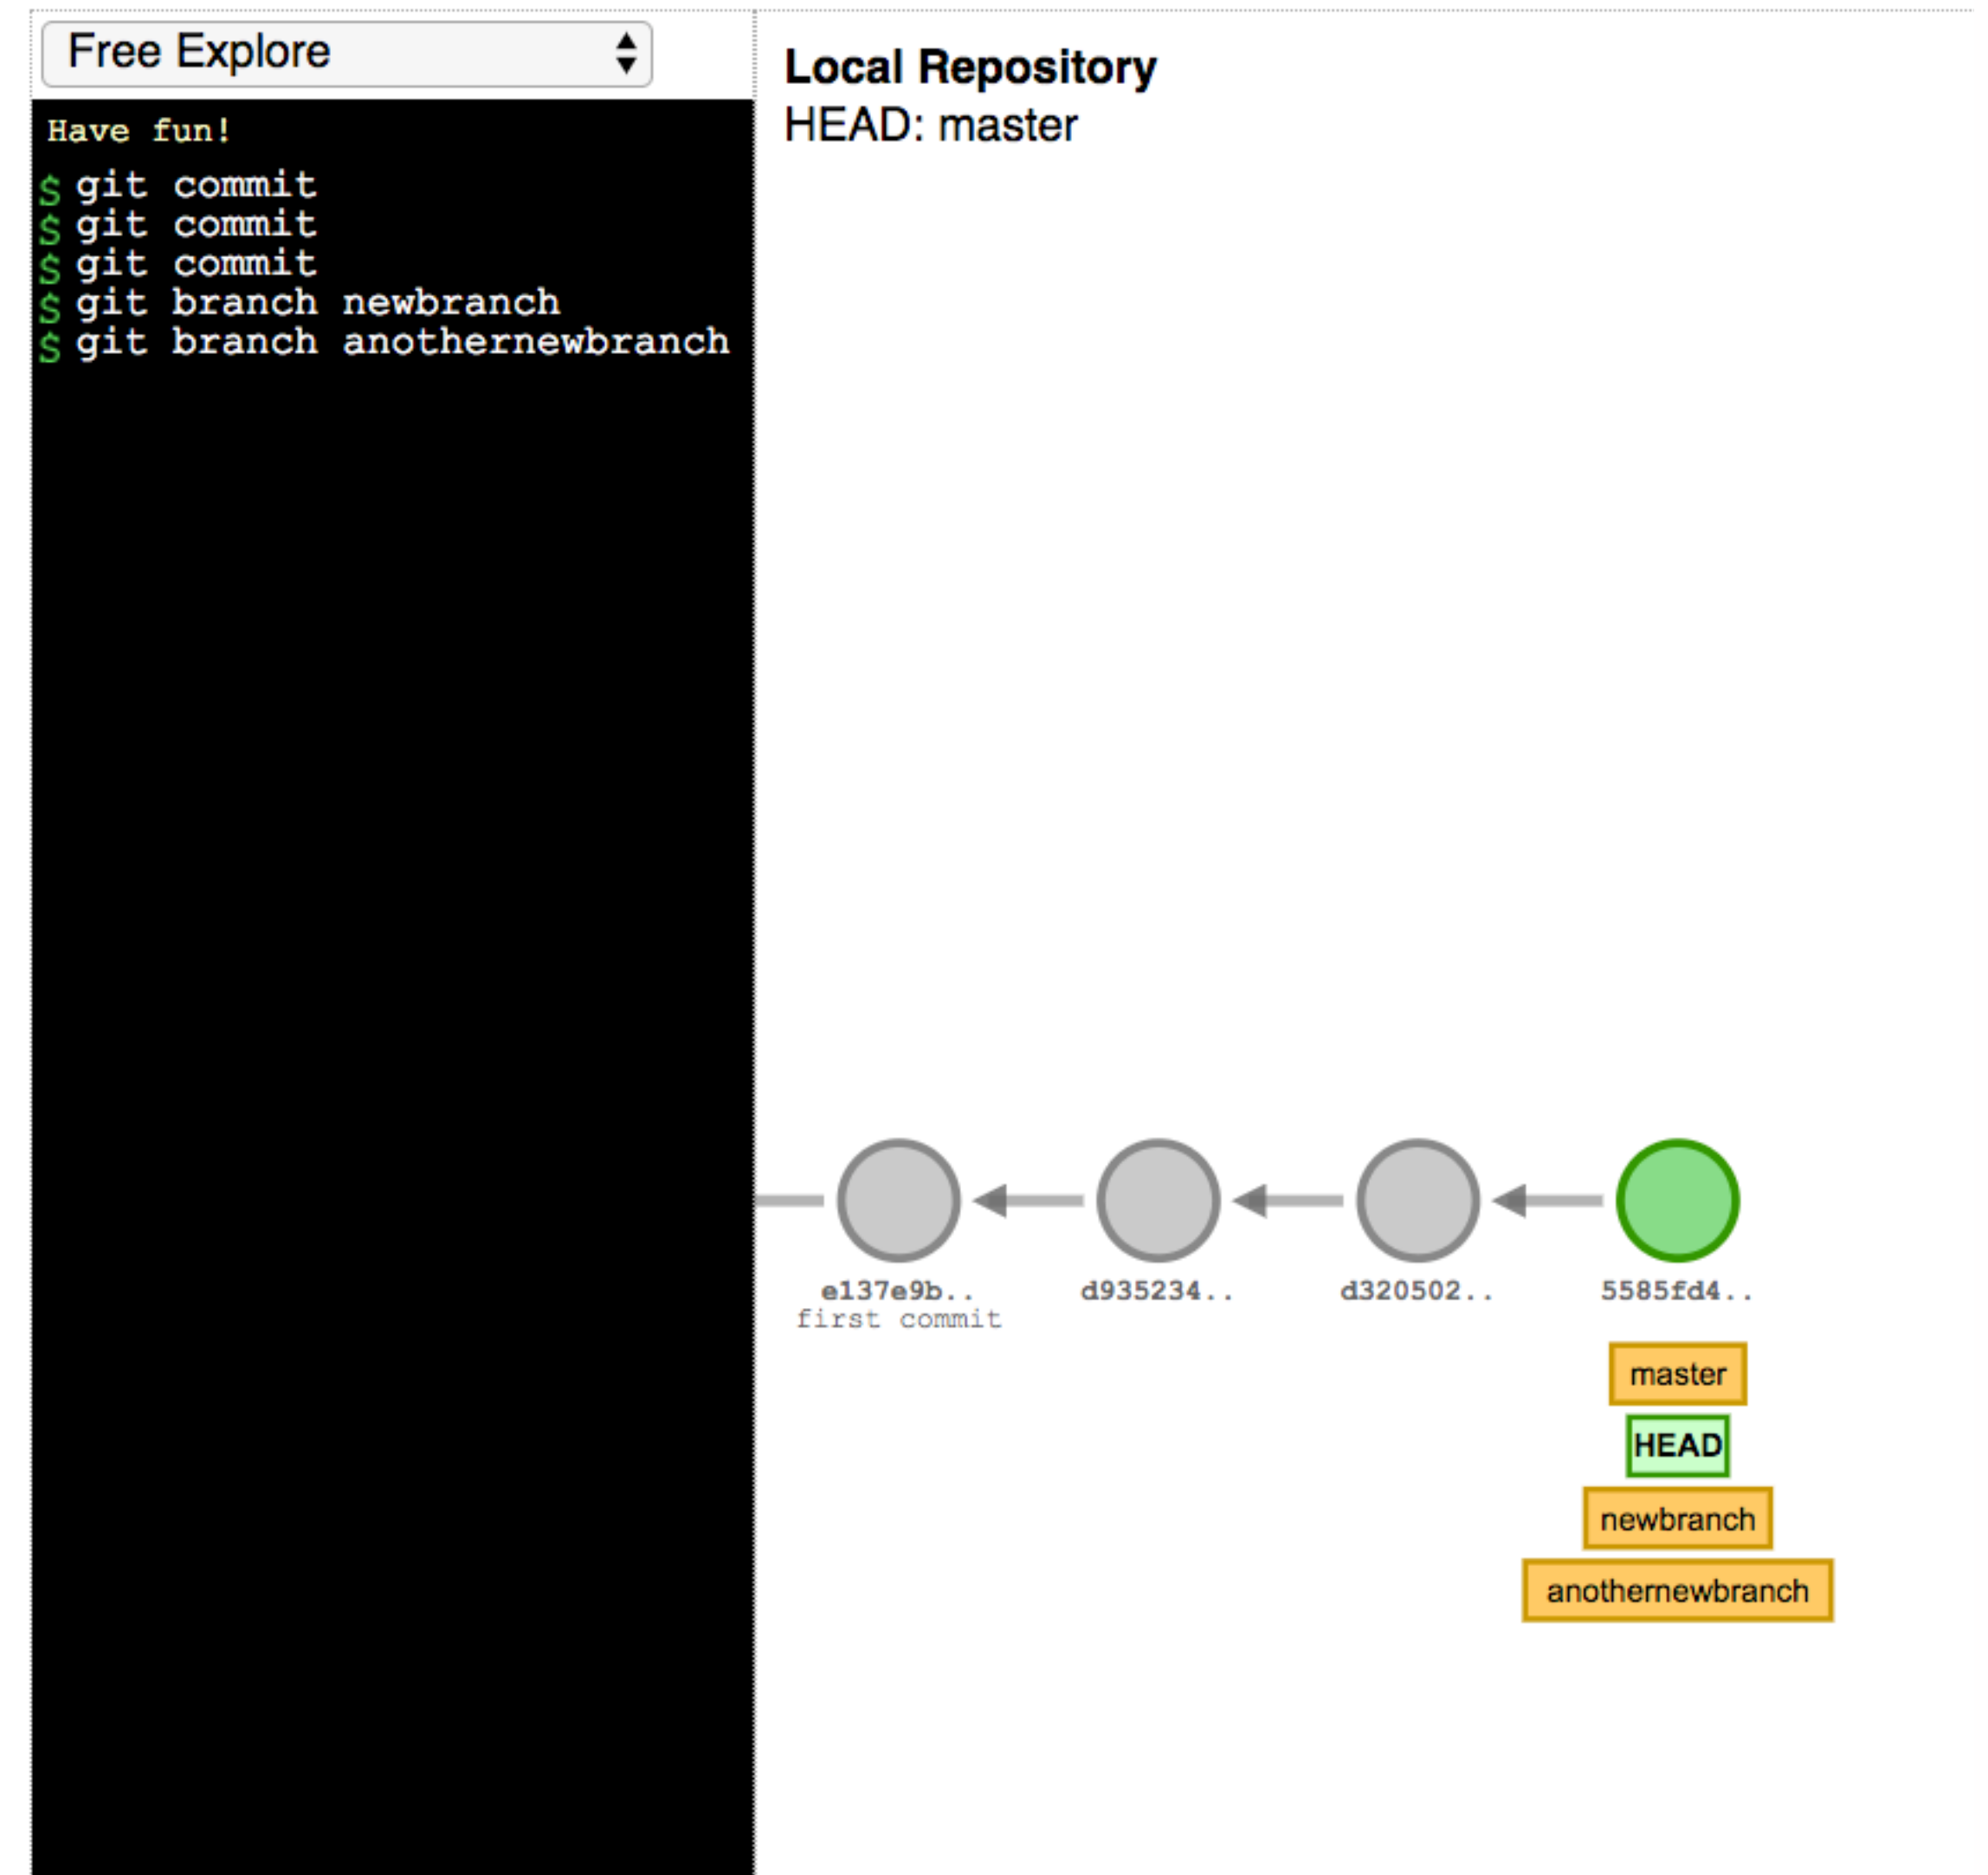 Free Explore
Have fun!
$ git commit
$ git commit
$ git commit
$ git branch newbranch
$ git branch anothernewbranch
Local Repository
HEAD: master
e137e9b..
first commit
d935234..
d320502..
5585fd4..
master
HEAD
newbranch
anothernewbranch